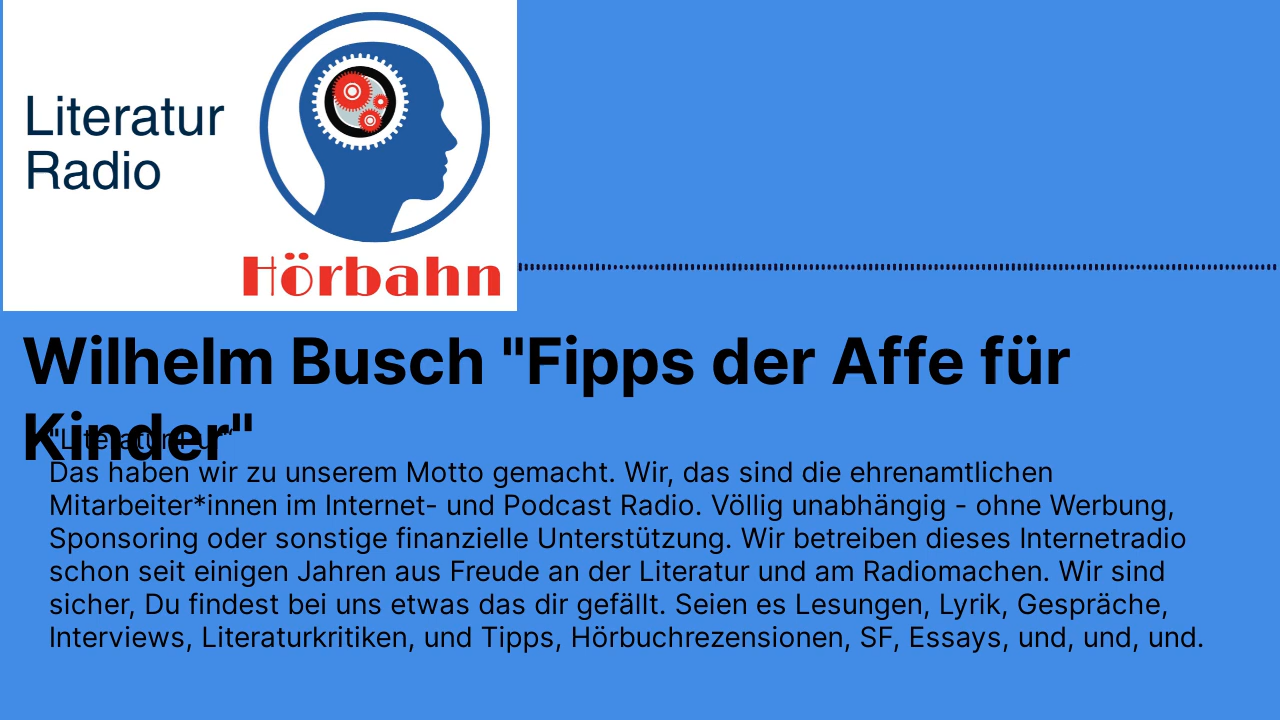 Literatur
Radio
Hörbahn
Wilhelm Busch "Fipps der Affe für
Kinder"
Das haben wir zu unserem Motto gemacht. Wir, das sind die ehrenamtlichen
Mitarbeiter*innen im Internet- und Podcast Radio. Völlig unabhängig - ohne Werbung,
Sponsoring oder sonstige finanzielle Unterstützung. Wir betreiben dieses Internetradio
schon seit einigen Jahren aus Freude an der Literatur und am Radiomachen. Wir sind
sicher, Du findest bei uns etwas das dir gefällt. Seien es Lesungen, Lyrik, Gespräche,
Interviews, Literaturkritiken, und Tipps, Hörbuchrezensionen, SF, Essays, und, und, und.